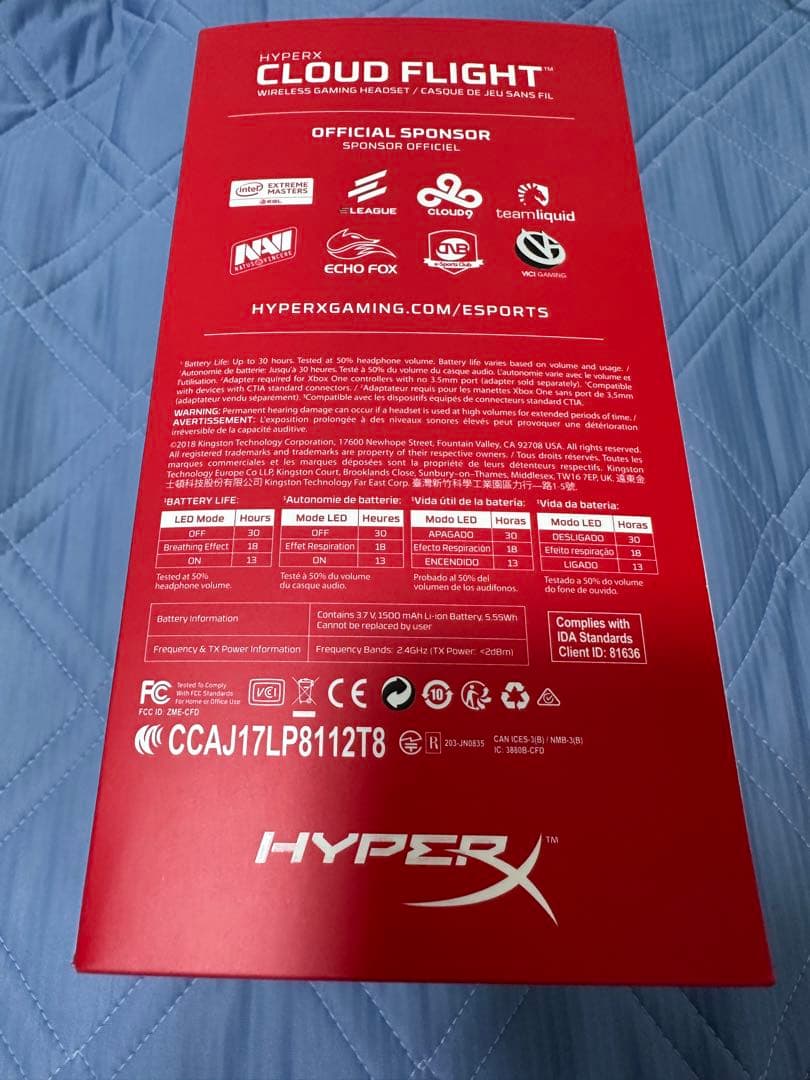 HYPERX
CLOUD FLIGHT™
WIRELESS GAMING HEADSET / CASQUE DE JEU SANS FIL
OFFICIAL SPONSOR
SPONSOR OFFICIEL
intel EXTREME MASTERS ESL
ELEAGUE
CLOUD9
teamliquid
NAVI NATUS VINCERE
ECHO FOX
CNB e-Sports Club
VG VICI GAMING
HYPERXGAMING.COM/ESPORTS
¹Battery Life: Up to 30 hours. Tested at 50% headphone volume. Battery life varies based on volume and usage. /
¹Autonomie de batterie: Jusqu'à 30 heures. Testé à 50% du volume du casque audio. L'autonomie varie avec le volume et
l'utilisation. ²Adapter required for Xbox One controllers with no 3.5mm port (adapter sold separately). ³Compatible
with devices with CTIA standard connectors. / ²Adaptateur requis pour les manettes Xbox One sans port de 3,5mm
(adaptateur vendu séparément). ³Compatible avec les dispositifs équipés de connecteurs standard CTIA.
WARNING: Permanent hearing damage can occur if a headset is used at high volumes for extended periods of time. /
AVERTISSEMENT: L'exposition prolongée à des niveaux sonores élevés peut provoquer une détérioration
irréversible de la capacité auditive.
©2018 Kingston Technology Corporation, 17600 Newhope Street, Fountain Valley, CA 92708 USA. All rights reserved.
All registered trademarks and trademarks are property of their respective owners. / Tous droits réservés. Toutes les
marques commerciales et les marques déposées sont la propriété de leurs détenteurs respectifs. Kingston
Technology Europe Co LLP, Kingston Court, Brooklands Close, Sunbury-on-Thames, Middlesex, TW16 7EP, UK. 遠東金
士頓科技股份有限公司 Kingston Technology Far East Corp. 臺灣新竹科學工業園區力行一路1-5號.
¹BATTERY LIFE:
LED Mode Hours
OFF 30
Breathing Effect 18
ON 13
Tested at 50%
headphone volume.
¹Autonomie de batterie:
Mode LED Heures
OFF 30
Effet Respiration 18
ON 13
Testé à 50% du volume
du casque audio.
¹Vida útil de la batería:
Modo LED Horas
APAGADO 30
Efecto Respiración 18
ENCENDIDO 13
Probado al 50% del
volumen de los audífonos.
¹Vida da bateria:
Modo LED Horas
DESLIGADO 30
Efeito respiração 18
LIGADO 13
Testado a 50% do volume
do fone de ouvido.
Battery Information Contains 3.7 V, 1500 mAh Li-ion Battery, 5.55Wh
Cannot be replaced by user
Frequency & TX Power Information Frequency Bands: 2.4GHz (TX Power: <2dBm)
Complies with
IDA Standards
Client ID: 81636
FC Tested To Comply
With FCC Standards
For Home or Office Use
FCC ID: ZME-CFD
VCI
CE
10
CCAJ17LP8112T8
R 203-JN0835
CAN ICES-3(B) / NMB-3(B)
IC: 3860B-CFD
HYPERX™